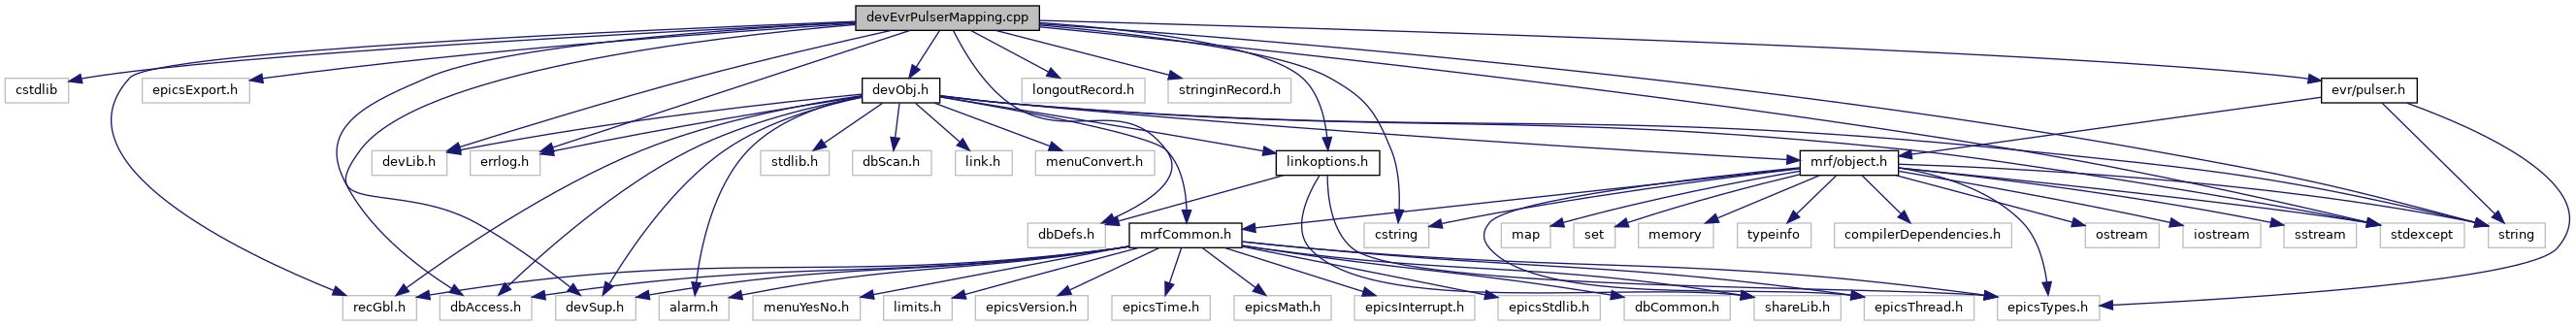 devEvrPulserMapping.cpp
cstdlib
epicsExport.h
devObj.h
longoutRecord.h
stringinRecord.h
evr/pulser.h
devLib.h
errlog.h
stdlib.h
dbScan.h
link.h
menuConvert.h
linkoptions.h
mrf/object.h
dbDefs.h
mrfCommon.h
cstring
map
set
memory
typeinfo
compilerDependencies.h
ostream
iostream
sstream
stdexcept
string
recGbl.h
dbAccess.h
devSup.h
alarm.h
menuYesNo.h
limits.h
epicsVersion.h
epicsTime.h
epicsMath.h
epicsInterrupt.h
epicsStdlib.h
dbCommon.h
shareLib.h
epicsThread.h
epicsTypes.h